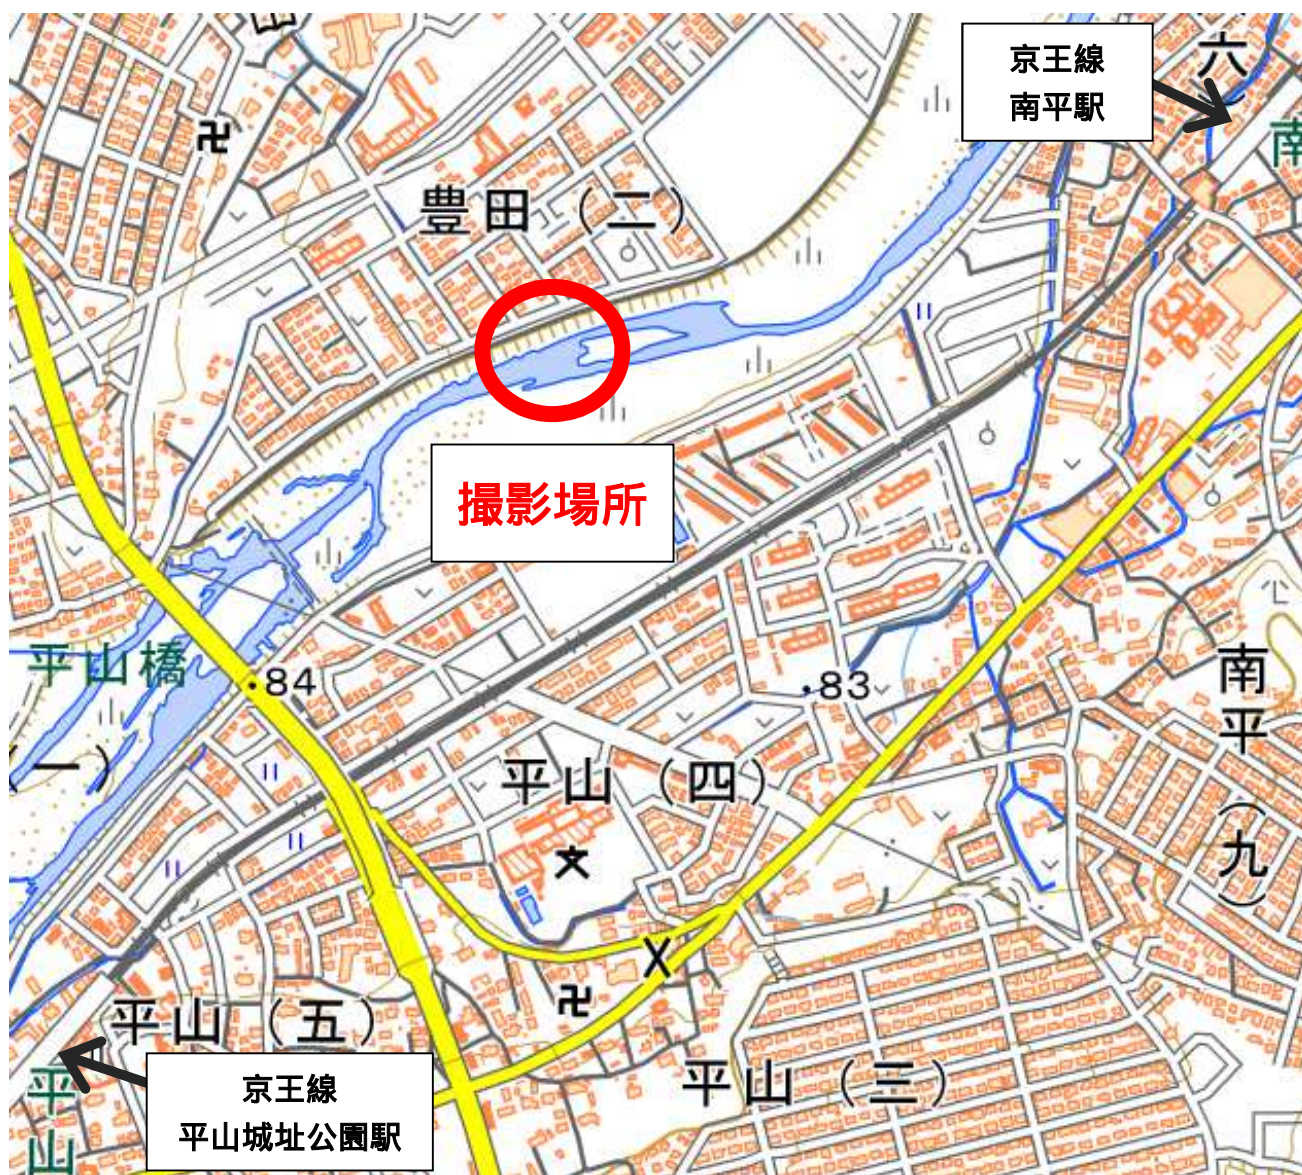 六
京王線
南平駅
南
豊田（二）
撮影場所
平山橋
84
83
南平（九）
（一）
平山（四）
平山（五）
平山（三）
京王線
平山城址公園駅
平山